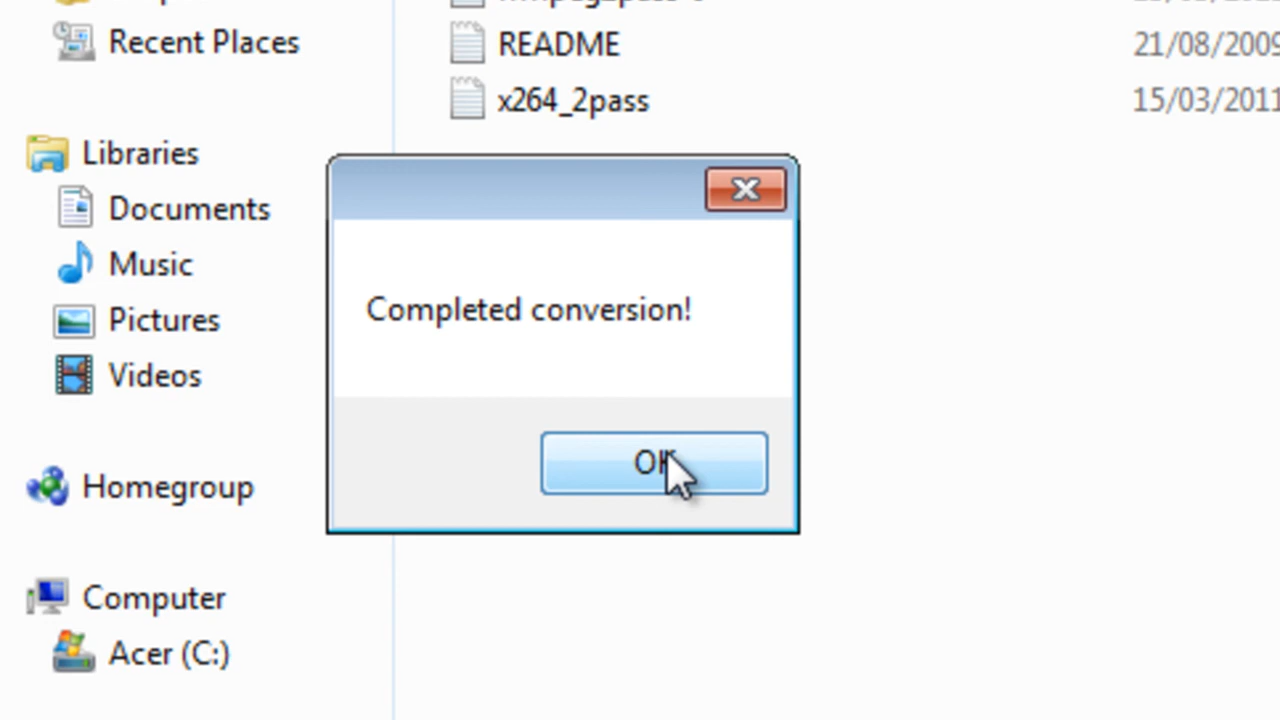 Recent Places
README
21/08/2009
x264_2pass
15/03/2011
Libraries
Documents
Music
Pictures
Videos
Homegroup
Computer
Acer (C:)
Completed conversion!
OK